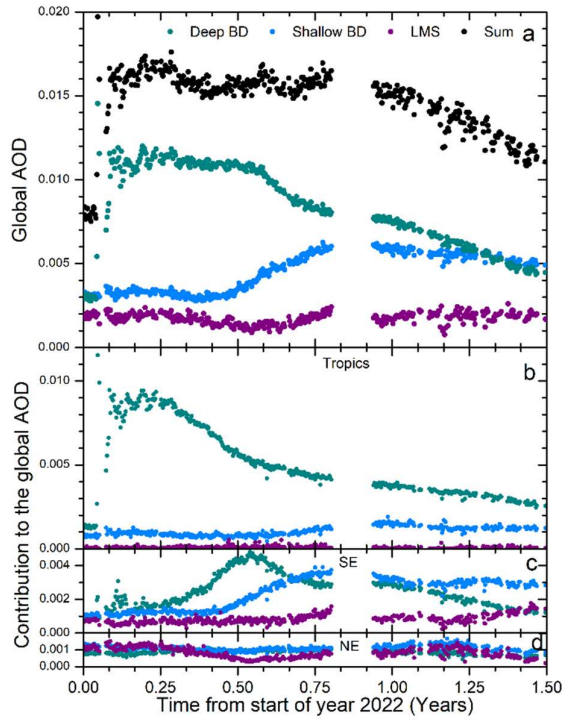 0.020
Deep BD Shallow BD LMS Sum a
0.015
Global AOD
0.010
0.005
0.000
Tropics b
0.010
0.005
0.000
Contribution to the global AOD
SE c
0.004
0.002
0.000
NE d
0.001
0.000
0.00 0.25 0.50 0.75 1.00 1.25 1.50
Time from start of year 2022 (Years)